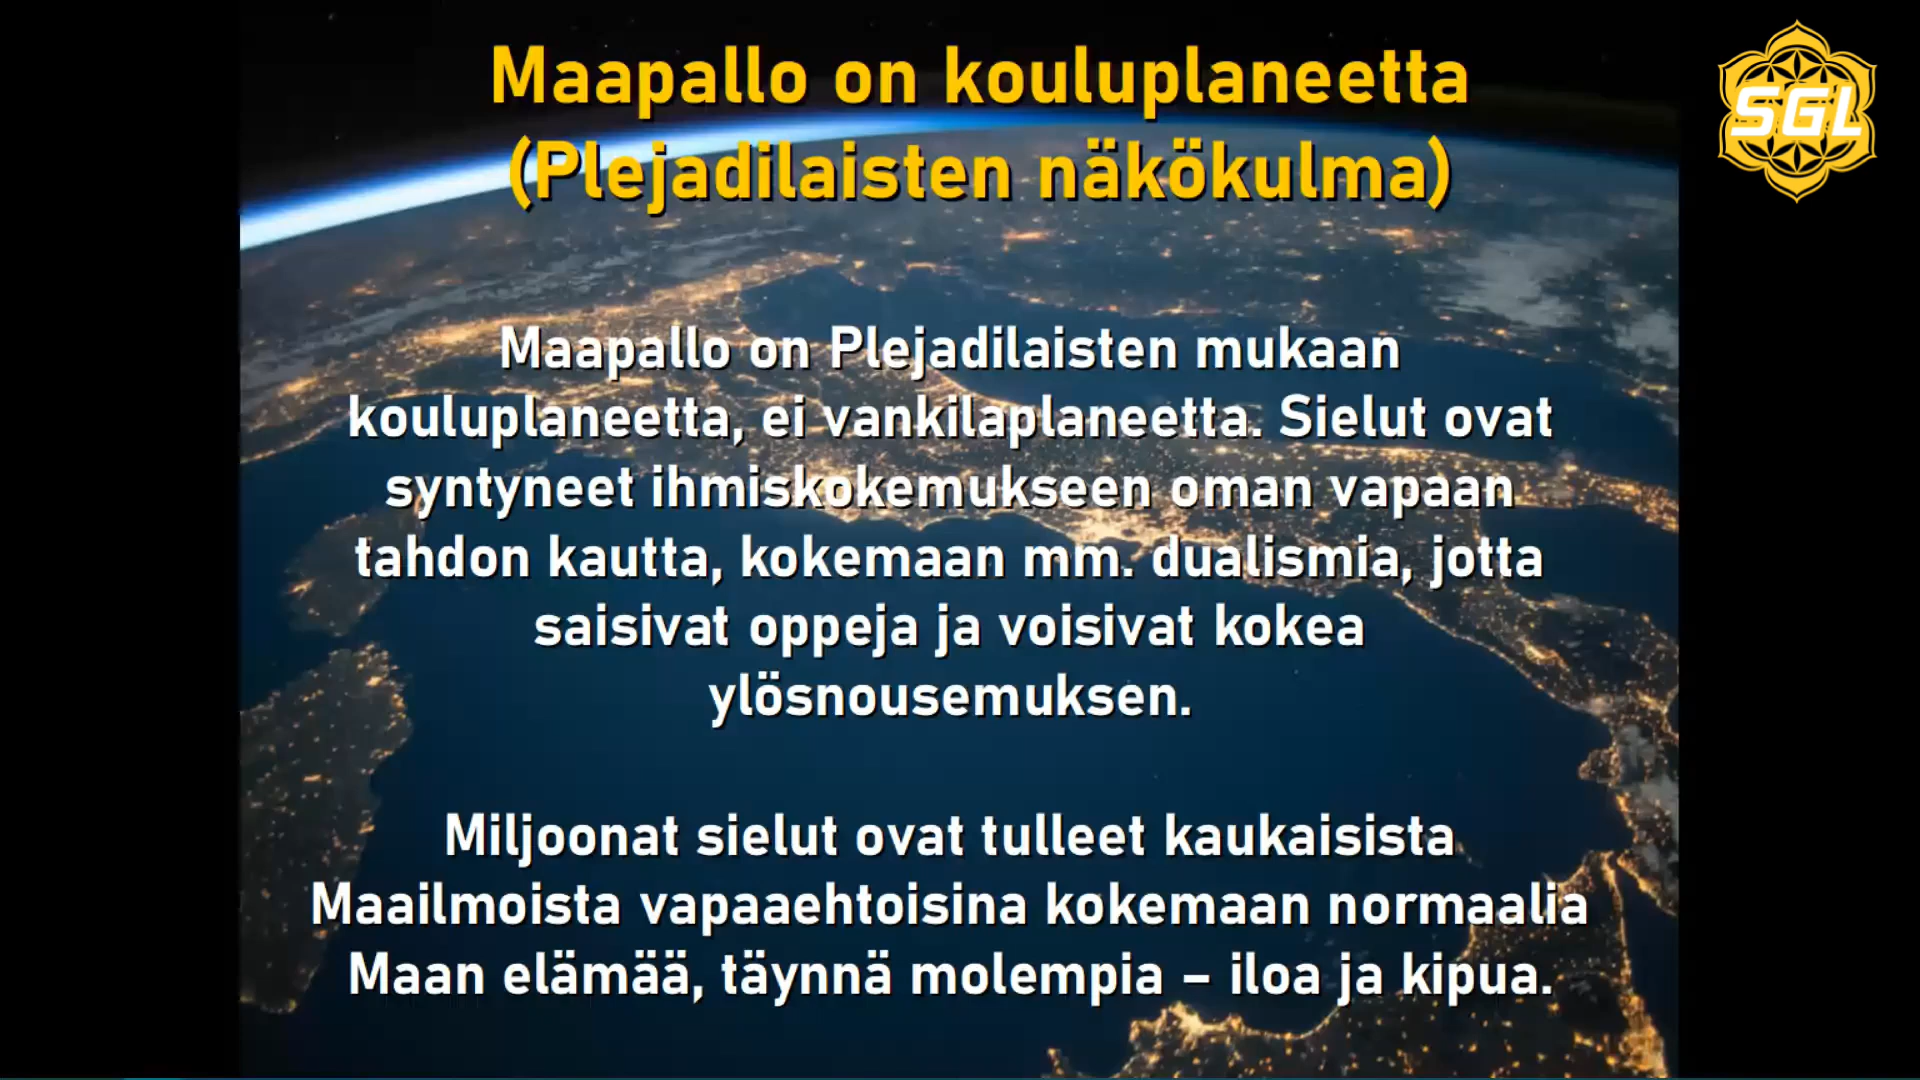 Maapallo on kouluplaneetta
(Plejadilaisten näkökulma)
SGL
Maapallo on Plejadilaisten mukaan
kouluplaneetta, ei vankilaplaneetta. Sielut ovat
syntyneet ihmiskokemukseen oman vapaan
tahdon kautta, kokemaan mm. dualismia, jotta
saisivat oppeja ja voisivat kokea
ylösnousemuksen.
Miljoonat sielut ovat tulleet kaukaisista
Maailmoista vapaaehtoisina kokemaan normaalia
Maan elämää, täynnä molempia – iloa ja kipua.